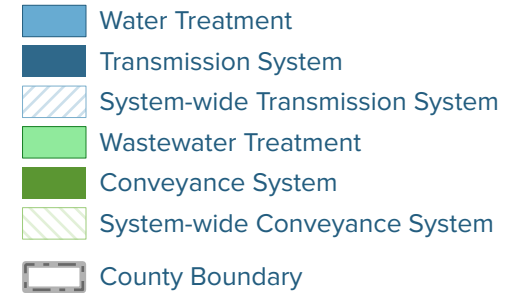 Water Treatment
Transmission System
System-wide Transmission System
Wastewater Treatment
Conveyance System
System-wide Conveyance System
County Boundary